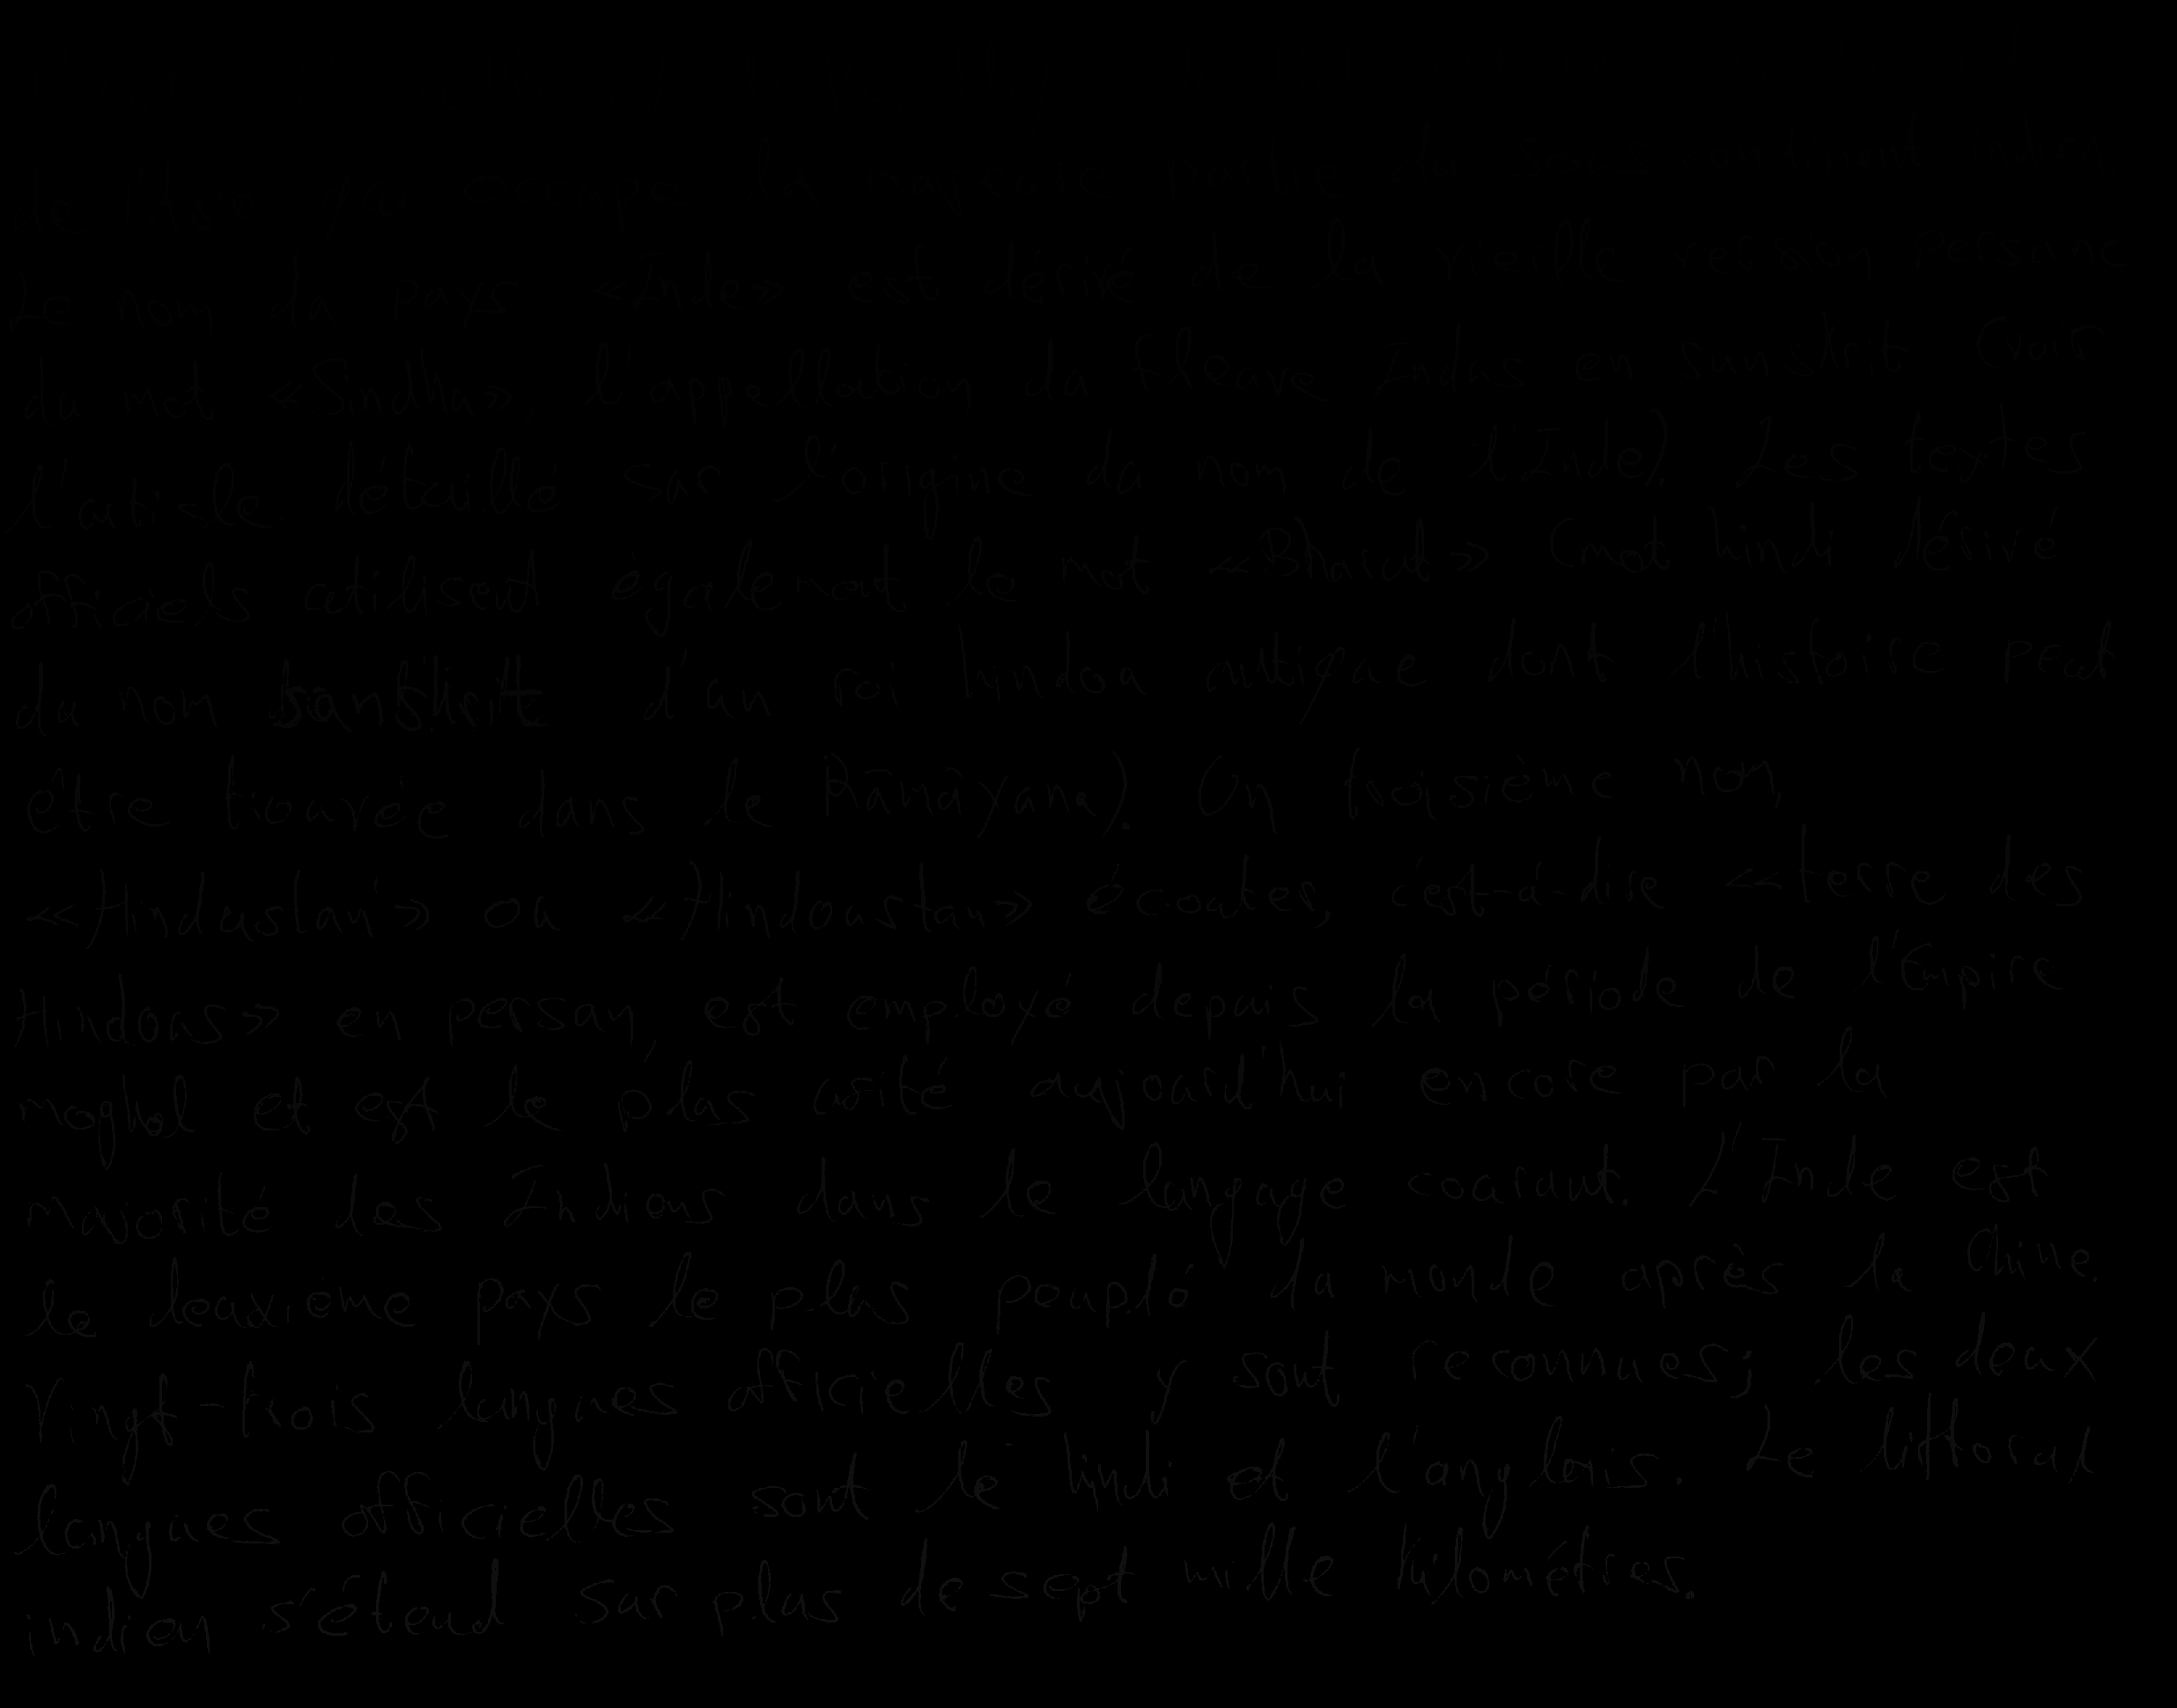 de l'Asie qui occupe la majeure partie du sous-continent indien.
Le nom du pays «Inde» est dérivé de la vieille version persane
du mot «Sindhu», l'appellation du fleuve Indus en sanskrit (voir
l'article détaillé sur l'origine du nom de l'Inde). Les textes
officiels utilisent également le mot «Bharat» (mot hindi dérivé
du nom sanskrit d'un roi hindou antique dont l'histoire peut
être trouvée dans le Rāmāyana). Un troisième nom,
«Hindustan» ou «Hindoustan» écouter, c'est-à-dire «terre des
Hindous» en persan, est employé depuis la période de l'Empire
moghol et est le plus usité aujourd'hui encore par la
majorité des Indiens dans le langage courant. L'Inde est
le deuxième pays le plus peuplé du monde après la Chine.
Vingt-trois langues officielles y sont reconnues; les deux
langues officielles sont le hindi et l'anglais. Le littoral
indien s'étend sur plus de sept mille kilomètres.